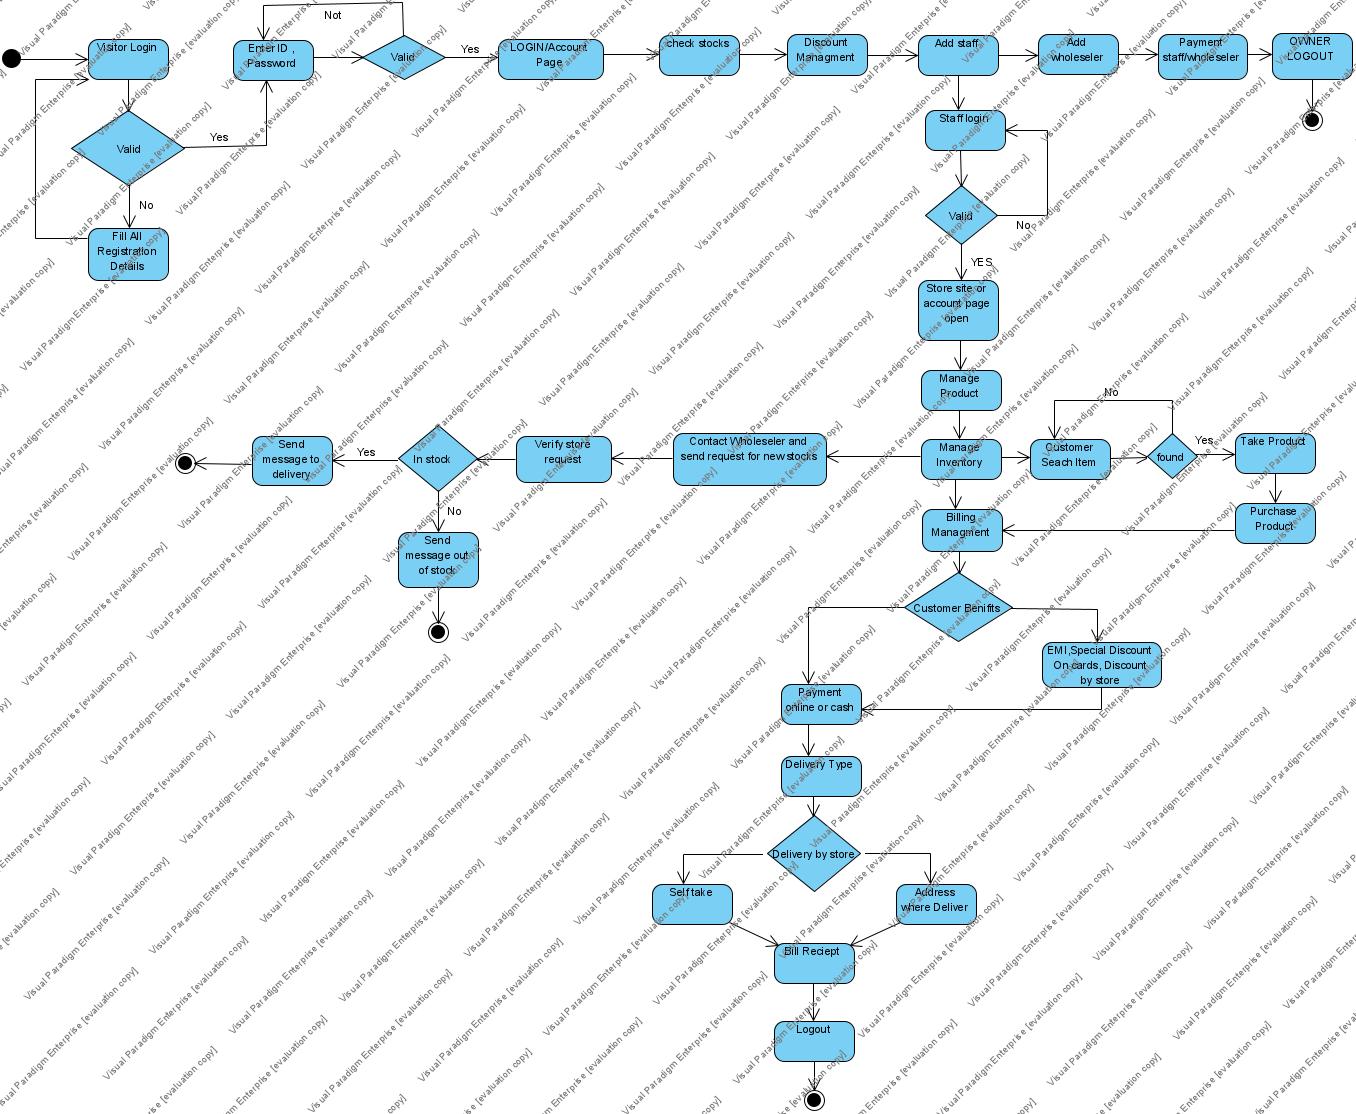 Not
Visitor Login
Enter ID ,
Password
Valid
Yes
LOGIN/Account
Page
check stocks
Discount
Managment
Add staff
Add
wholeseler
Payment
staff/wholeseler
OWNER
LOGOUT
Valid
Yes
No
Fill All
Registration
Details
Staff login
Valid
No
YES
Store site or
account page
open
Manage
Product
No
Send
message to
delivery
Yes
In stock
Verify store
request
Contact Wholeseler and
send request for new stocks
Manage
Inventory
Customer
Seach Item
found
Yes
Take Product
No
Send
message out
of stock
Billing
Managment
Purchase
Product
Customer Benifits
EMI,Special Discount
On cards, Discount
by store
Payment
online or cash
Delivery Type
Delivery by store
Self take
Address
where Deliver
Bill Reciept
Logout
Visual Paradigm Enterprise [evaluation copy]